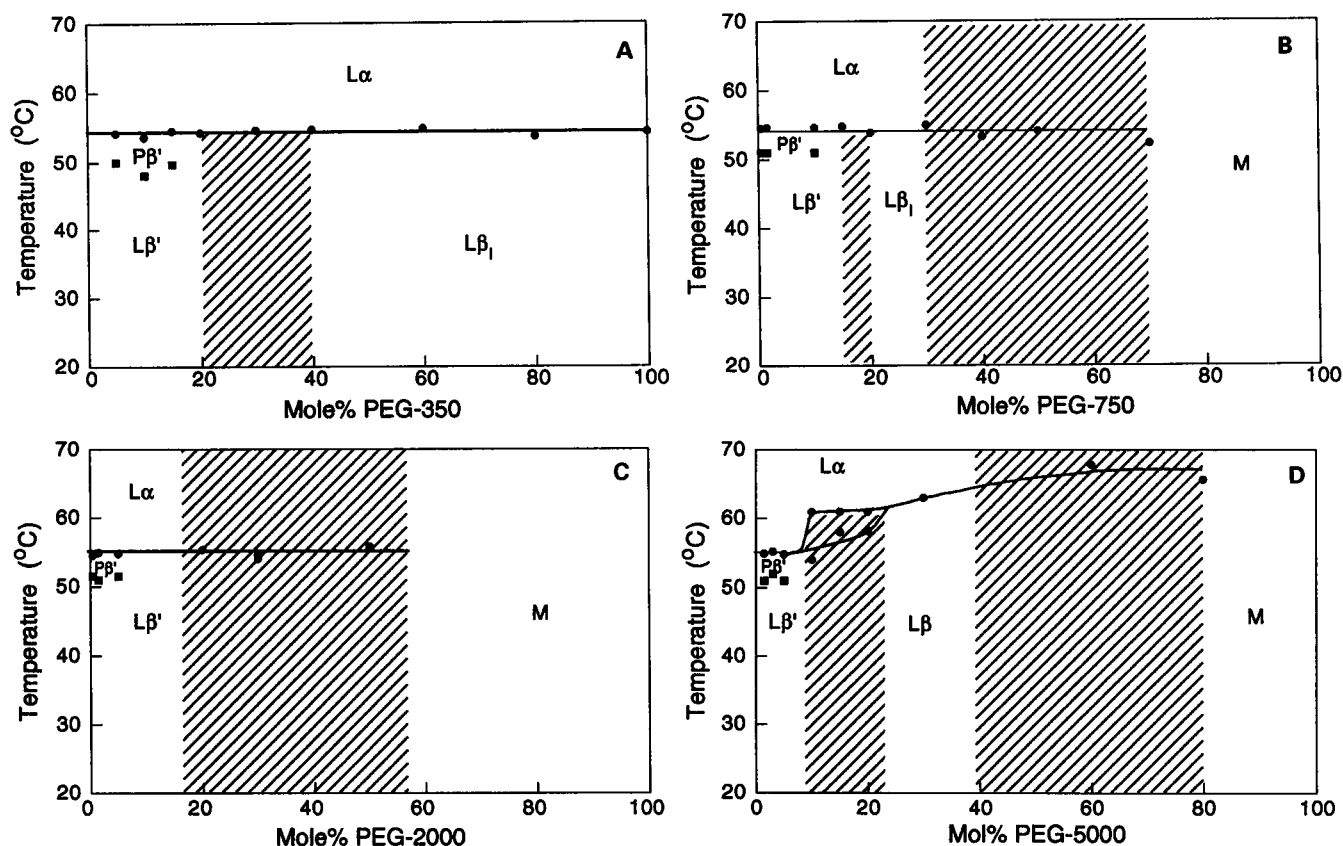 A
Temperature (°C)
70
60
50
40
30
20
Lα
Pβ'
Lβ'
LβI
0 20 40 60 80 100
Mole% PEG-350
B
Temperature (°C)
70
60
50
40
30
20
Lα
Pβ'
Lβ'
LβI
M
0 20 40 60 80 100
Mole% PEG-750
C
Temperature (°C)
70
60
50
40
30
20
Lα
Pβ'
Lβ'
M
0 20 40 60 80 100
Mole% PEG-2000
D
Temperature (°C)
70
60
50
40
30
20
Lα
Pβ'
Lβ'
Lβ
M
0 20 40 60 80 100
Mol% PEG-5000